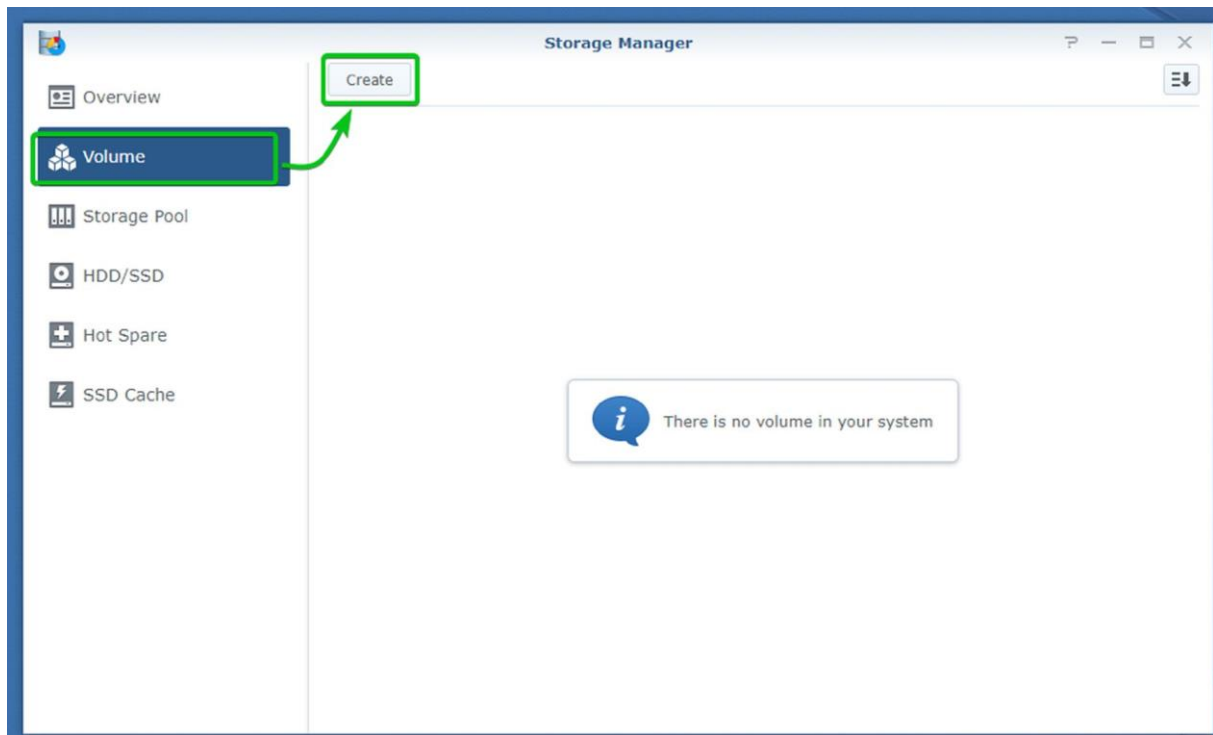 Storage Manager
Overview
Create
Volume
Storage Pool
HDD/SSD
Hot Spare
SSD Cache
There is no volume in your system